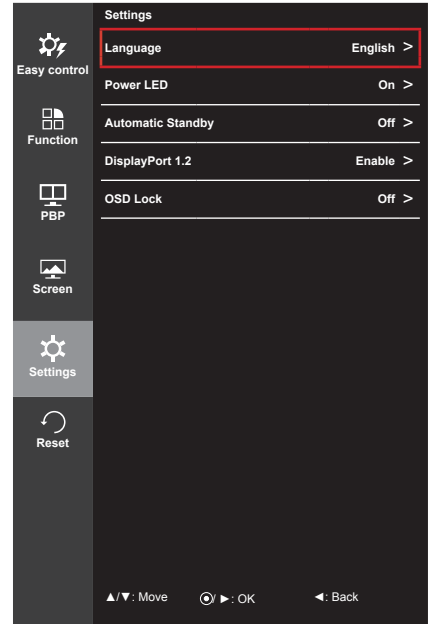 Settings
Easy control
Function
PBP
Screen
Settings
Reset
Language English >
Power LED On >
Automatic Standby Off >
DisplayPort 1.2 Enable >
OSD Lock Off >
▲/▼: Move ◉/ ►: OK ◄: Back